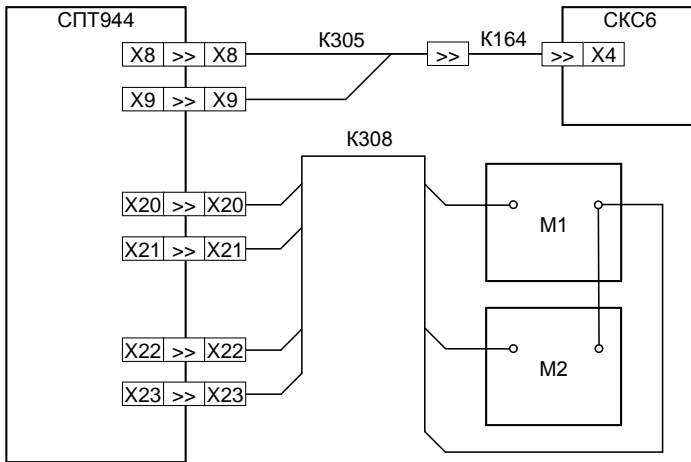 СПТ944
СКС6
К305
К164
X8 >> X8
>>
>> X4
X9 >> X9
К308
X20 >> X20
X21 >> X21
М1
X22 >> X22
М2
X23 >> X23